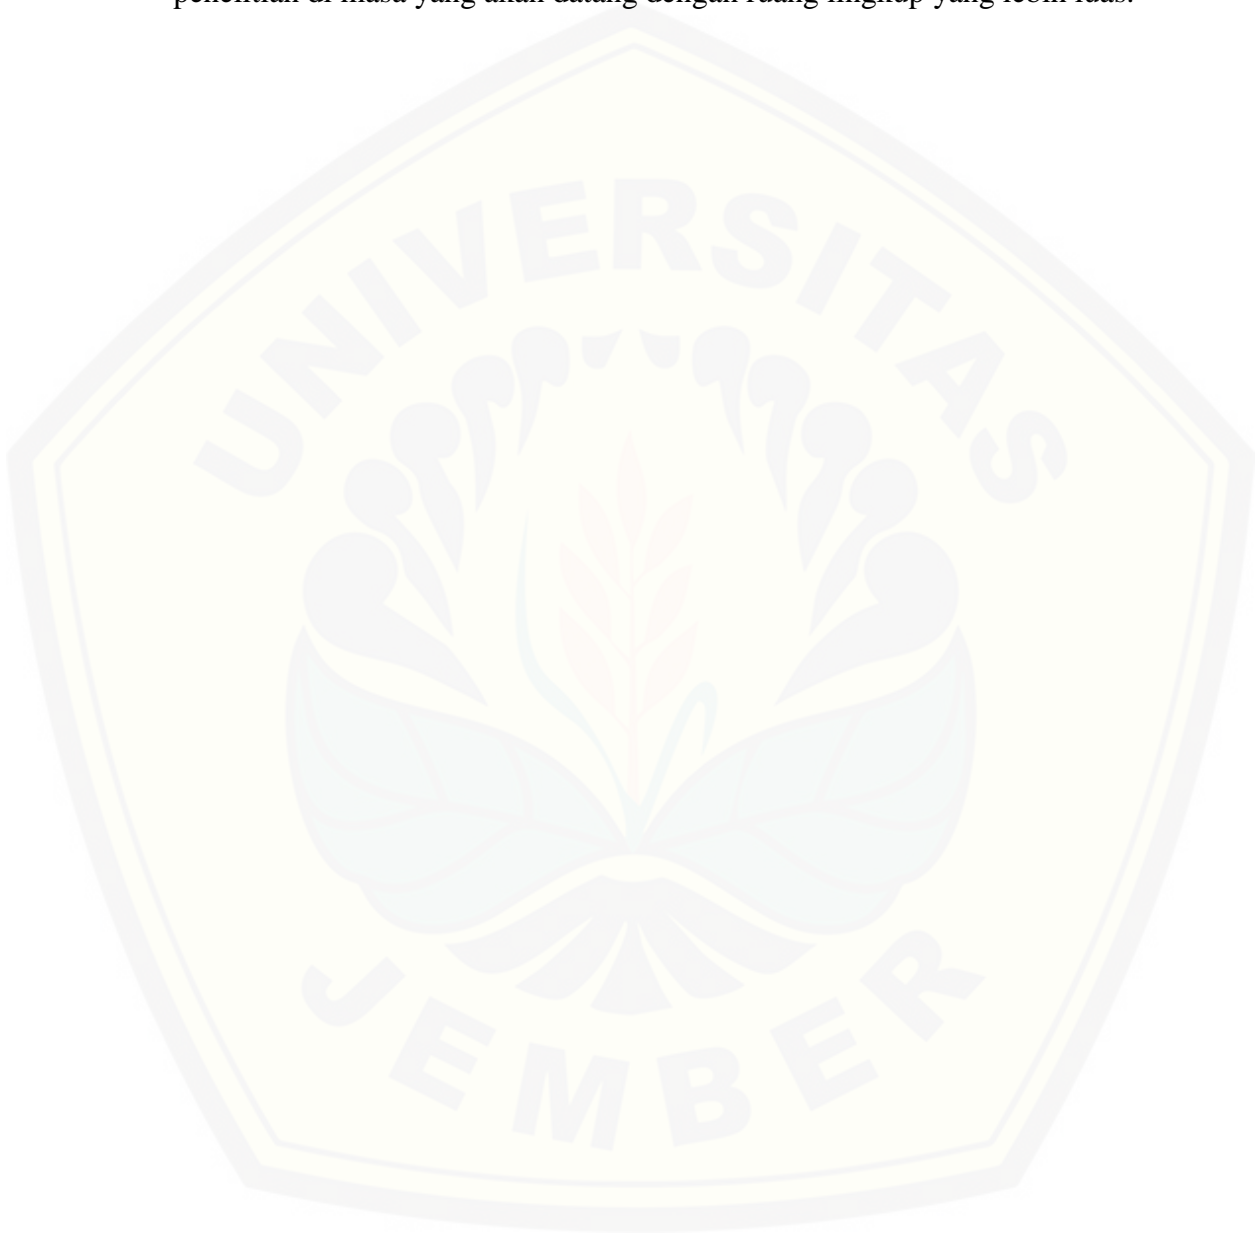 penelitian di masa yang akan datang dengan ruang lingkup yang lebih luas.
UNIVERSITAS
JEMBER